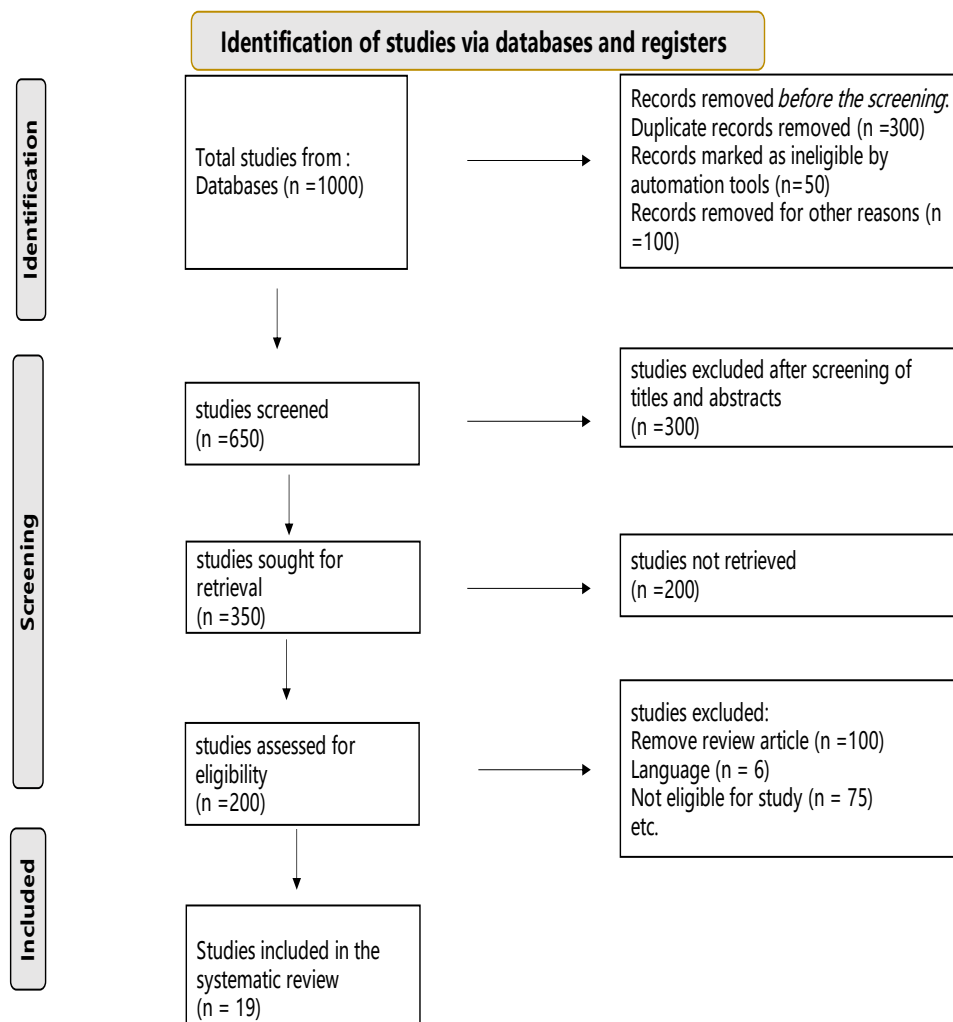 Identification of studies via databases and registers
Identification
Total studies from :
Databases (n =1000)
Records removed before the screening:
Duplicate records removed (n =300)
Records marked as ineligible by
automation tools (n=50)
Records removed for other reasons (n
=100)
Screening
studies screened
(n =650)
studies excluded after screening of
titles and abstracts
(n =300)
studies sought for
retrieval
(n =350)
studies not retrieved
(n =200)
studies assessed for
eligibility
(n =200)
studies excluded:
Remove review article (n =100)
Language (n = 6)
Not eligible for study (n = 75)
etc.
Included
Studies included in the
systematic review
(n = 19)